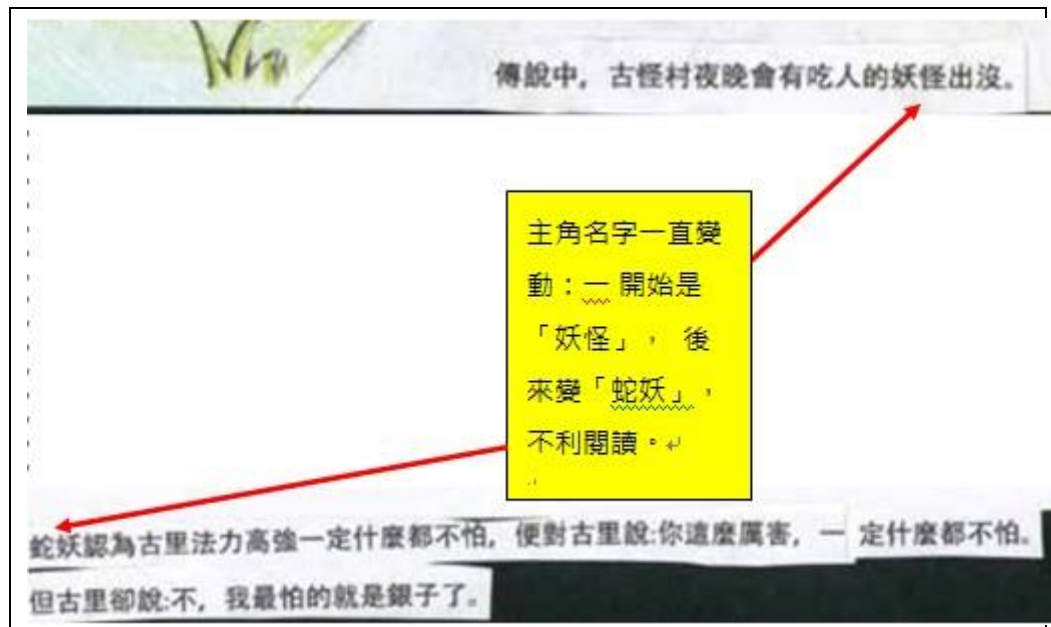 傳說中，古怪村夜晚會有吃人的妖怪出沒。
主角名字一直變
動：一 開始是
「妖怪」， 後
來變「蛇妖」，
不利閱讀。
蛇妖認為古里法力高強一定什麼都不怕，便對古里說:你這麼厲害，一 定什麼都不怕。
但古里卻說:不，我最怕的就是銀子了。